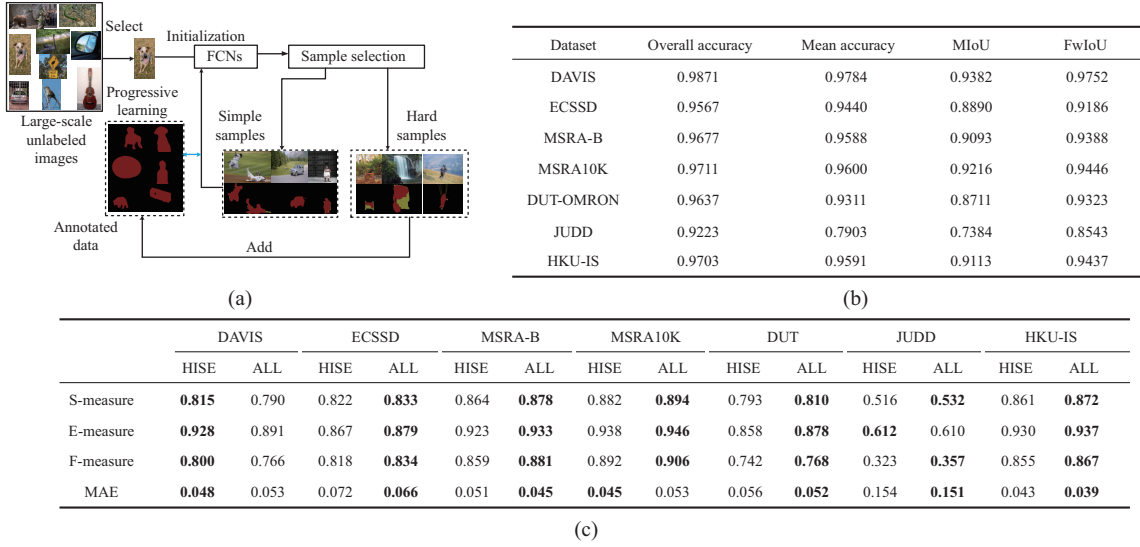 Select
Initialization
FCNs
Sample selection
Progressive
learning
Large-scale
unlabeled
images
Simple
samples
Hard
samples
Annotated
data
Add
(a)
Dataset Overall accuracy Mean accuracy MIoU FwIoU
DAVIS 0.9871 0.9784 0.9382 0.9752
ECSSD 0.9567 0.9440 0.8890 0.9186
MSRA-B 0.9677 0.9588 0.9093 0.9388
MSRA10K 0.9711 0.9600 0.9216 0.9446
DUT-OMRON 0.9637 0.9311 0.8711 0.9323
JUDD 0.9223 0.7903 0.7384 0.8543
HKU-IS 0.9703 0.9591 0.9113 0.9437
(b)
DAVIS ECSSD MSRA-B MSRA10K DUT JUDD HKU-IS
HISE ALL HISE ALL HISE ALL HISE ALL HISE ALL HISE ALL HISE ALL
S-measure 0.815 0.790 0.822 0.833 0.864 0.878 0.882 0.894 0.793 0.810 0.516 0.532 0.861 0.872
E-measure 0.928 0.891 0.867 0.879 0.923 0.933 0.938 0.946 0.858 0.878 0.612 0.610 0.930 0.937
F-measure 0.800 0.766 0.818 0.834 0.859 0.881 0.892 0.906 0.742 0.768 0.323 0.357 0.855 0.867
MAE 0.048 0.053 0.072 0.066 0.051 0.045 0.045 0.053 0.056 0.052 0.154 0.151 0.043 0.039
(c)